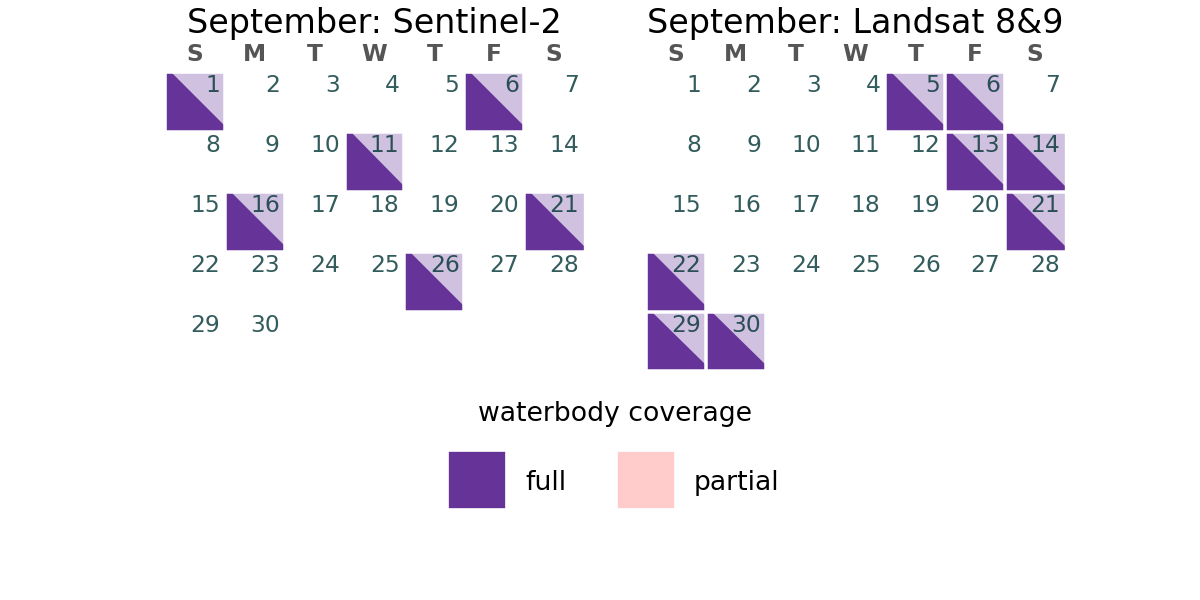 September: Sentinel-2
S M T W T F S
1 2 3 4 5 6 7
8 9 10 11 12 13 14
15 16 17 18 19 20 21
22 23 24 25 26 27 28
29 30
September: Landsat 8&9
S M T W T F S
1 2 3 4 5 6 7
8 9 10 11 12 13 14
15 16 17 18 19 20 21
22 23 24 25 26 27 28
29 30
waterbody coverage
full partial